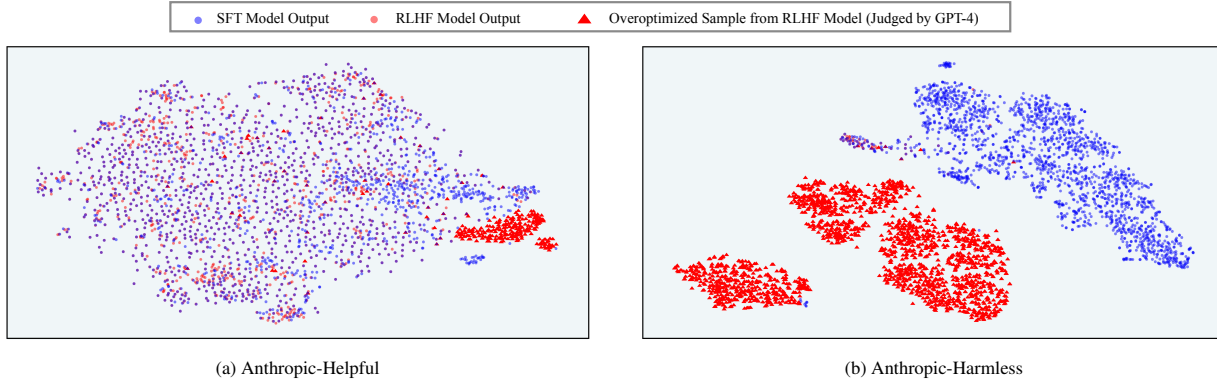 SFT Model Output RLHF Model Output Overoptimized Sample from RLHF Model (Judged by GPT-4)
(a) Anthropic-Helpful
(b) Anthropic-Harmless